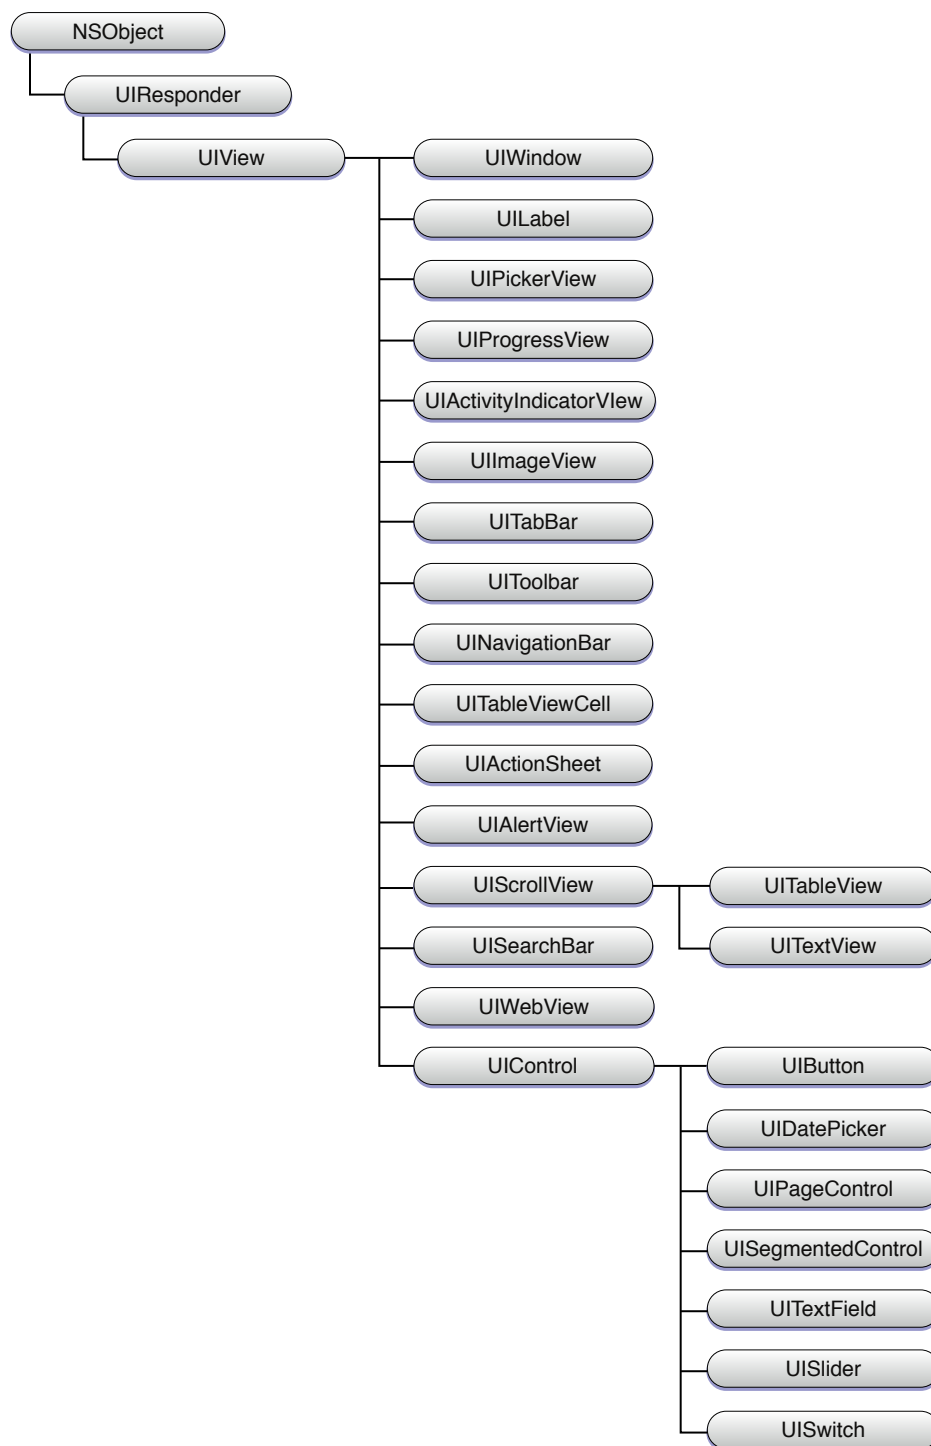 NSObject
UIResponder
UIView
UIWindow
UILabel
UIPickerView
UIProgressView
UIActivityIndicatorVIew
UIImageView
UITabBar
UIToolbar
UINavigationBar
UITableViewCell
UIActionSheet
UIAlertView
UIScrollView
UITableView
UITextView
UISearchBar
UIWebView
UIControl
UIButton
UIDatePicker
UIPageControl
UISegmentedControl
UITextField
UISlider
UISwitch